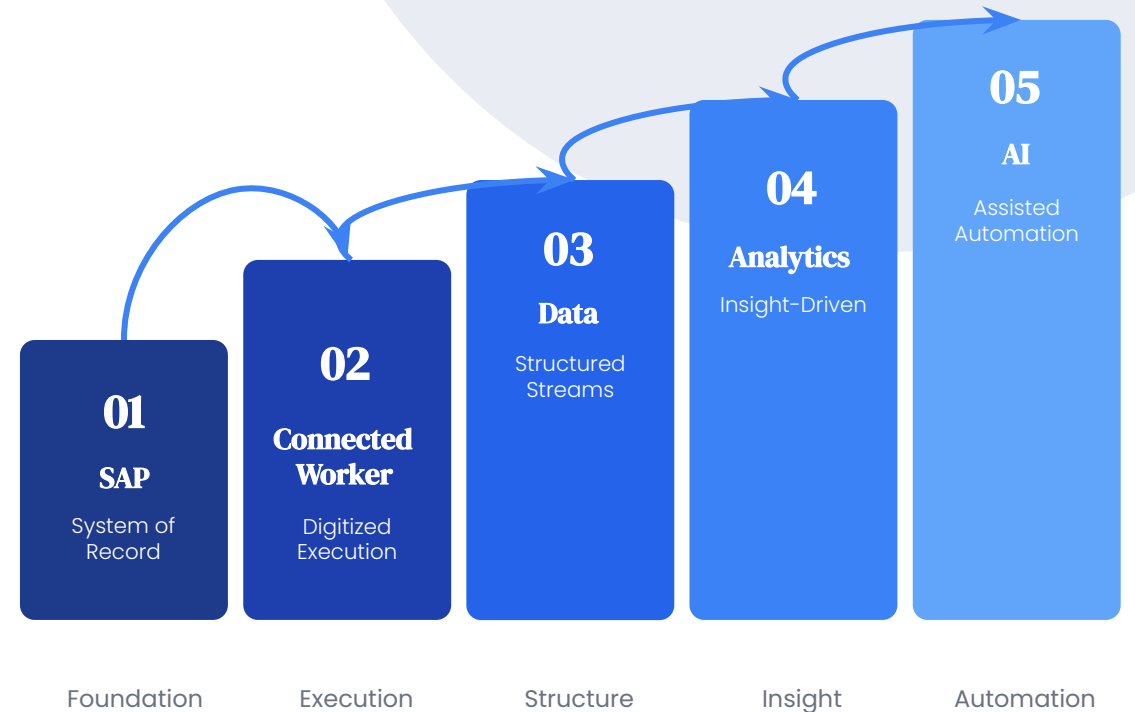 01
SAP
System of
Record
02
Connected
Worker
Digitized
Execution
03
Data
Structured
Streams
04
Analytics
Insight-Driven
05
AI
Assisted
Automation
Foundation
Execution
Structure
Insight
Automation